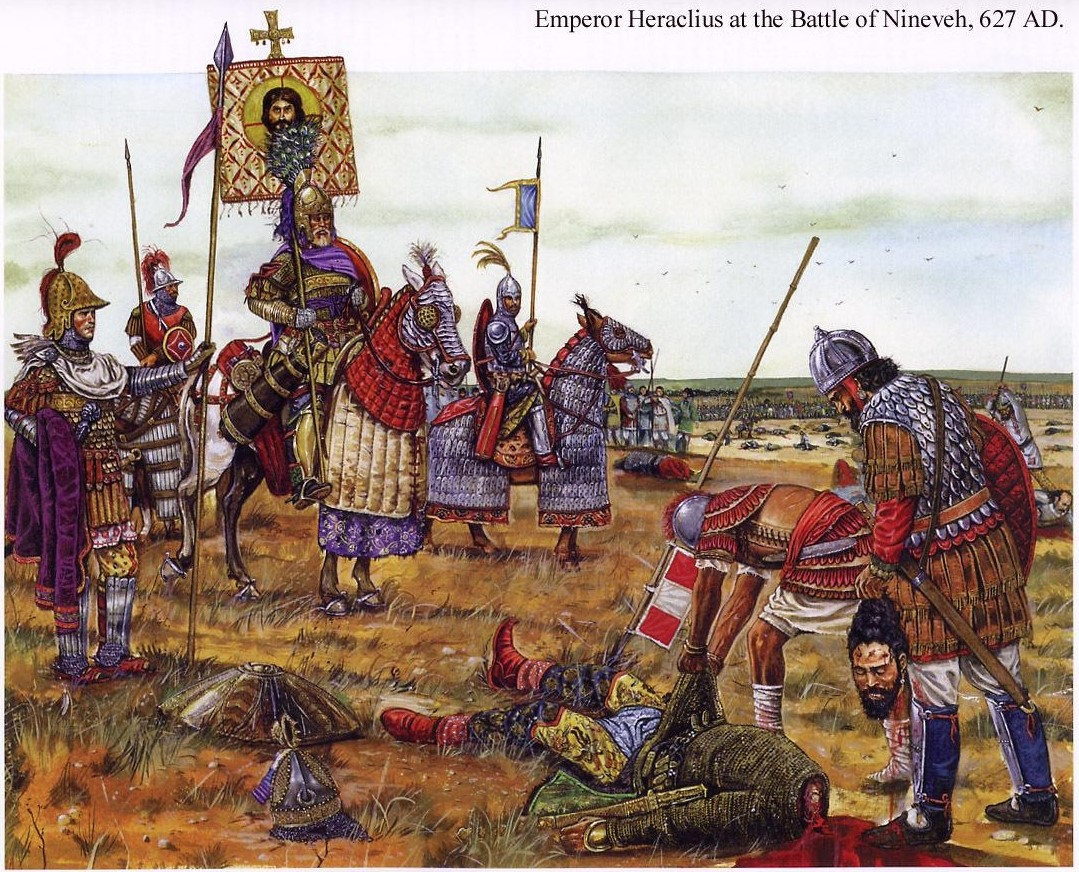 Emperor Heraclius at the Battle of Nineveh, 627 AD.